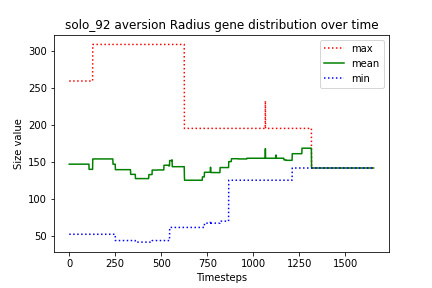 solo_92 aversion Radius gene distribution over time
max
mean
min
300
250
200
150
100
50
Size value
0 250 500 750 1000 1250 1500
Timesteps